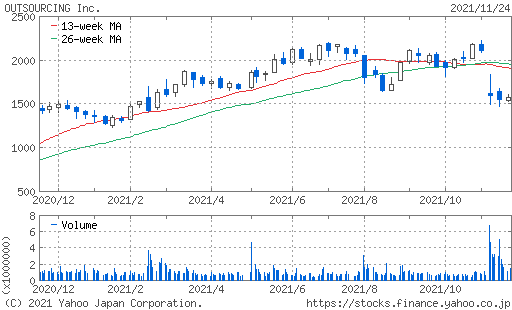 OUTSOURCING Inc. 2021/11/24
13-week MA
26-week MA
2500
2000
1500
1000
500
2020/12 2021/2 2021/4 2021/6 2021/8 2021/10
Volume
8
6
4
2
0
(x1000000)
2020/12 2021/2 2021/4 2021/6 2021/8 2021/10
(C) 2021 Yahoo Japan Corporation. https://stocks.finance.yahoo.co.jp